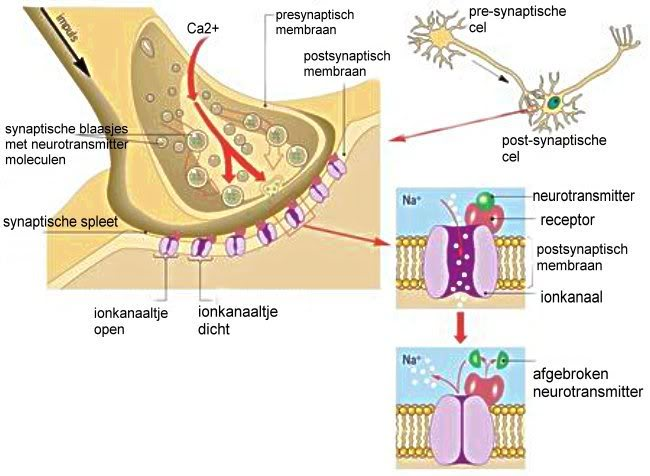 impuls
Ca2+
presynaptisch
membraan
postsynaptisch
membraan
synaptische blaasjes
met neurotransmitter
moleculen
synaptische spleet
ionkanaaltje
open
ionkanaaltje
dicht
pre-synaptische
cel
post-synaptische
cel
Na⁺
neurotransmitter
receptor
postsynaptisch
membraan
ionkanaal
Na⁺
afgebroken
neurotransmitter